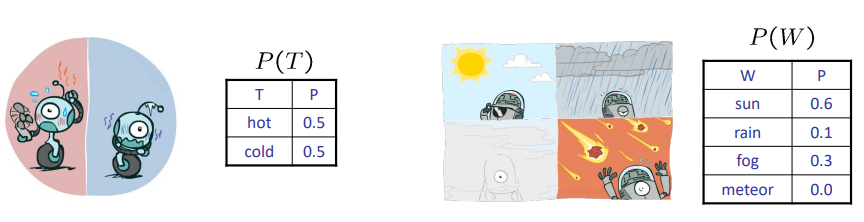 P(T)
T P
hot 0.5
cold 0.5
P(W)
W P
sun 0.6
rain 0.1
fog 0.3
meteor 0.0